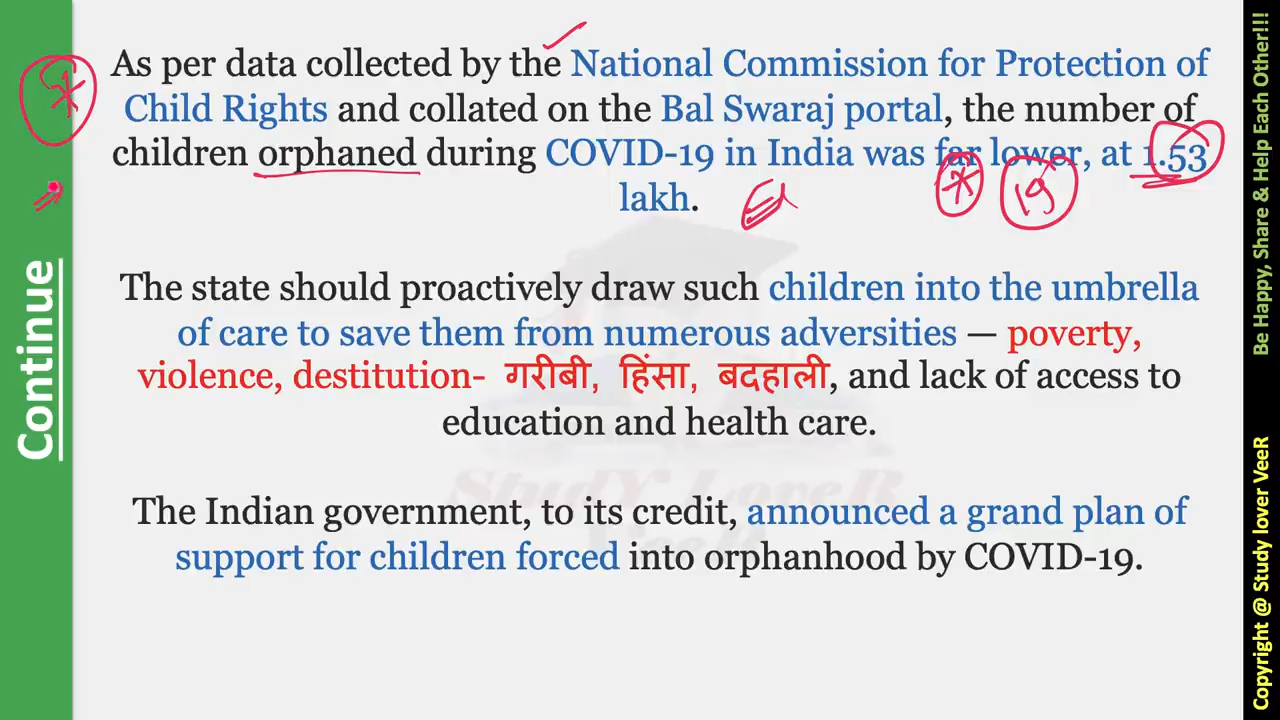 As per data collected by the National Commission for Protection of
Child Rights and collated on the Bal Swaraj portal, the number of
children orphaned during COVID-19 in India was far lower, at 1.53
lakh.
19
The state should proactively draw such children into the umbrella
of care to save them from numerous adversities — poverty,
violence, destitution- गरीबी, हिंसा, बदहाली, and lack of access to
education and health care.
StudY LoveR
VeeR
The Indian government, to its credit, announced a grand plan of
support for children forced into orphanhood by COVID-19.
Continue
Copyright @ Study lover VeeR
Be Happy, Share & Help Each Other!!!